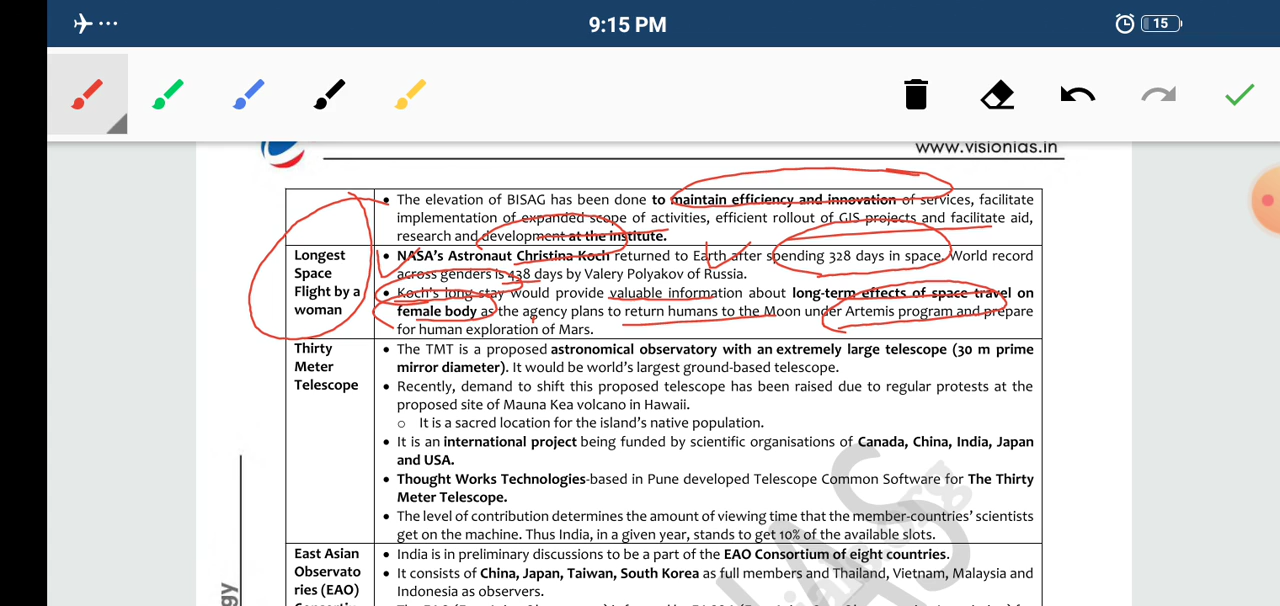 9:15 PM
15
www.visionias.in
• The elevation of BISAG has been done to maintain efficiency and innovation of services, facilitate
implementation of expanded scope of activities, efficient rollout of GIS projects and facilitate aid,
research and development at the institute.
Longest
Space
Flight by a
woman
• NASA's Astronaut Christina Koch returned to Earth after spending 328 days in space. World record
across genders is 438 days by Valery Polyakov of Russia.
• Koch's long stay would provide valuable information about long-term effects of space travel on
female body as the agency plans to return humans to the Moon under Artemis program and prepare
for human exploration of Mars.
Thirty
Meter
Telescope
• The TMT is a proposed astronomical observatory with an extremely large telescope (30 m prime
mirror diameter). It would be world's largest ground-based telescope.
• Recently, demand to shift this proposed telescope has been raised due to regular protests at the
proposed site of Mauna Kea volcano in Hawaii.
o It is a sacred location for the island's native population.
• It is an international project being funded by scientific organisations of Canada, China, India, Japan
and USA.
• Thought Works Technologies-based in Pune developed Telescope Common Software for The Thirty
Meter Telescope.
• The level of contribution determines the amount of viewing time that the member-countries' scientists
get on the machine. Thus India, in a given year, stands to get 10% of the available slots.
East Asian
Observato
ries (EAO)
• India is in preliminary discussions to be a part of the EAO Consortium of eight countries.
• It consists of China, Japan, Taiwan, South Korea as full members and Thailand, Vietnam, Malaysia and
Indonesia as observers.